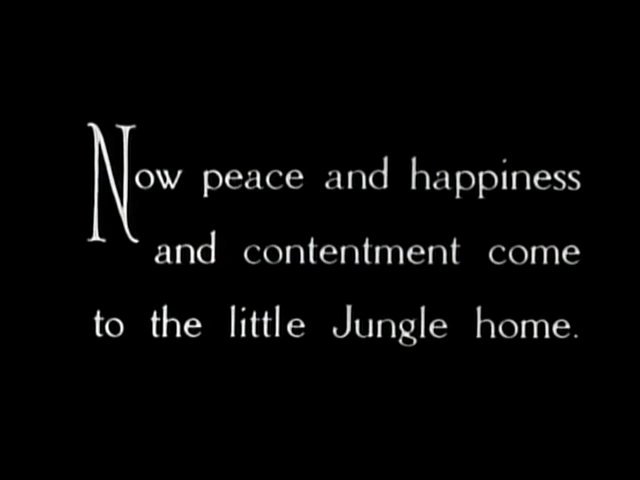 Now peace and happiness
and contentment come
to the little Jungle home.